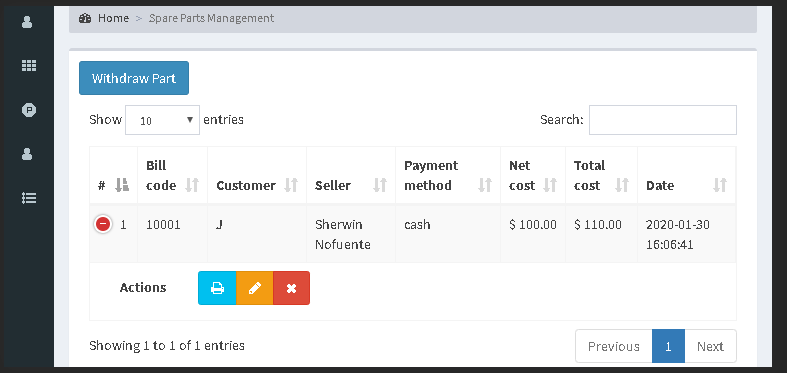 Home > Spare Parts Management
Withdraw Part
Show 10 entries
Search:
# Bill code Customer Seller Payment method Net cost Total cost Date
1 10001 J Sherwin Nofuente cash $ 100.00 $ 110.00 2020-01-30 16:06:41
Actions
Showing 1 to 1 of 1 entries
Previous 1 Next